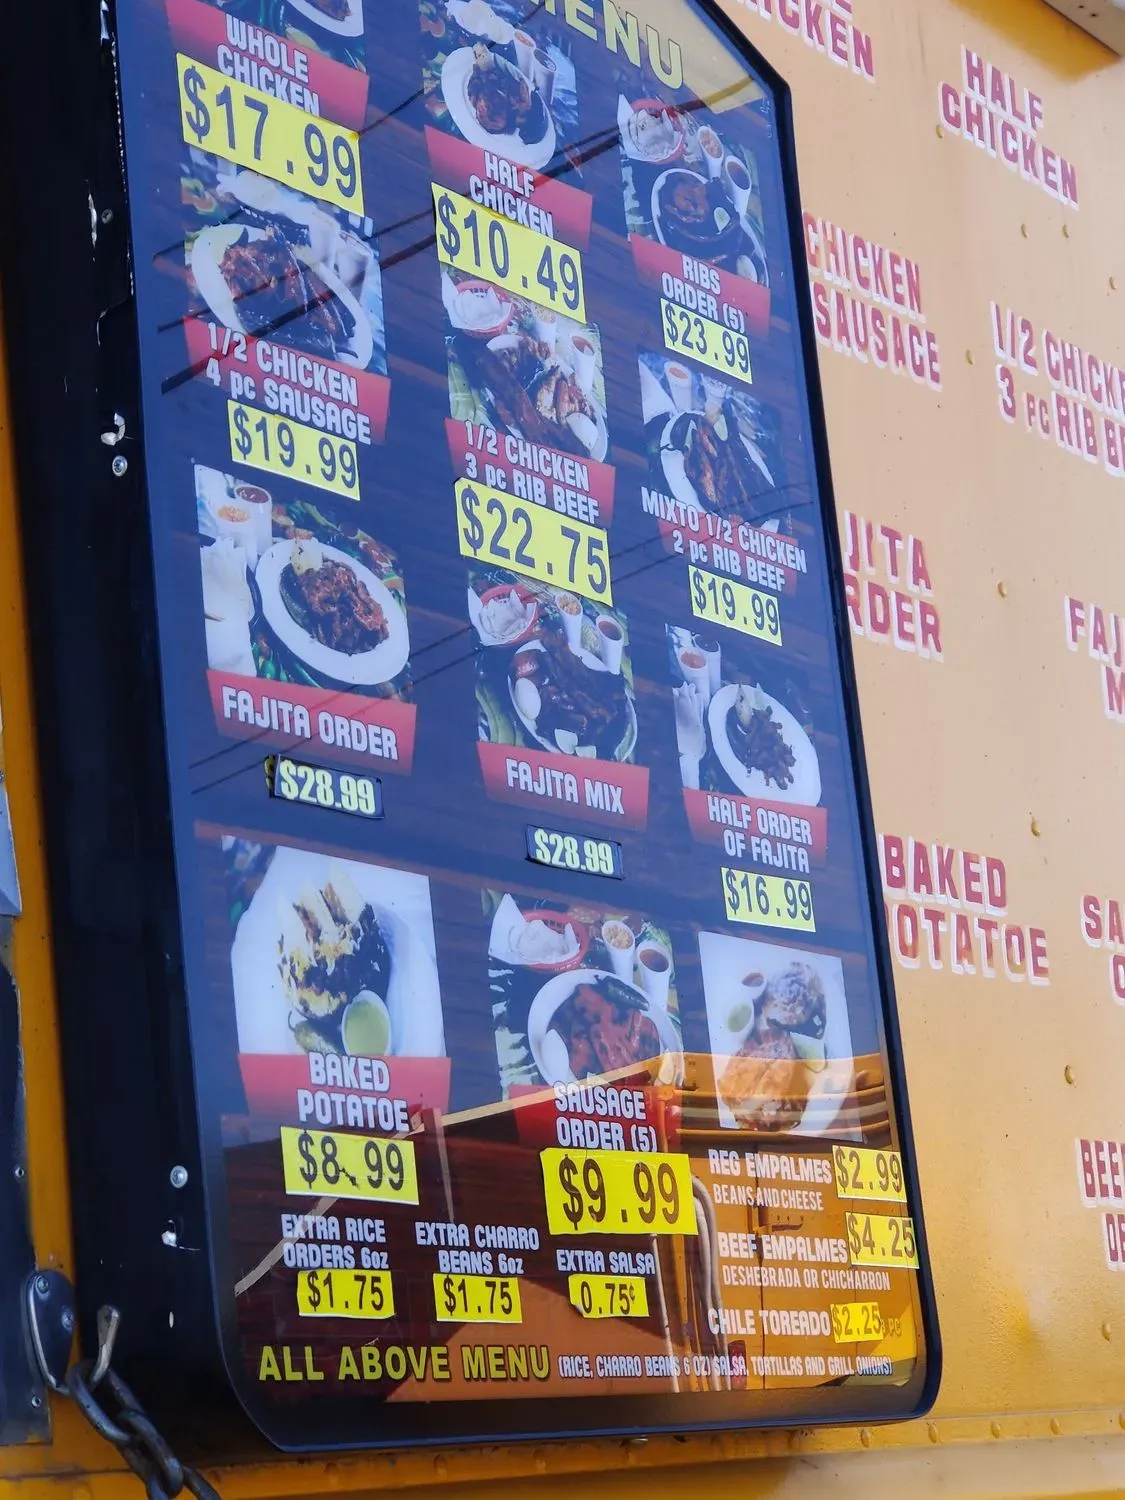 MENU
WHOLE
CHICKEN
$17.99
HALF
CHICKEN
$10.49
RIBS
ORDER (5)
$23.99
1/2 CHICKEN
4 pc SAUSAGE
$19.99
1/2 CHICKEN
3 pc RIB BEEF
$22.75
MIXTO 1/2 CHICKEN
2 pc RIB BEEF
$19.99
FAJITA ORDER
$28.99
FAJITA MIX
$28.99
HALF ORDER
OF FAJITA
$16.99
BAKED
POTATOE
$8.99
SAUSAGE
ORDER (5)
$9.99
REG EMPALMES $2.99
BEANS AND CHEESE
BEEF EMPALMES $4.25
DESHEBRADA OR CHICHARRON
CHILE TOREADO $2.25 3 PC
EXTRA RICE
ORDERS 6oz
$1.75
EXTRA CHARRO
BEANS 6oz
$1.75
EXTRA SALSA
0.75¢
ALL ABOVE MENU (RICE, CHARRO BEANS 6 OZ) SALSA, TORTILLAS AND GRILL ONIONS)
CHICKEN
HALF
CHICKEN
CHICKEN
SAUSAGE
1/2 CHICKE
3 PC RIB B
JITA
RDER
FAJ
M
BAKED
OTATOE
SA
O
BEE